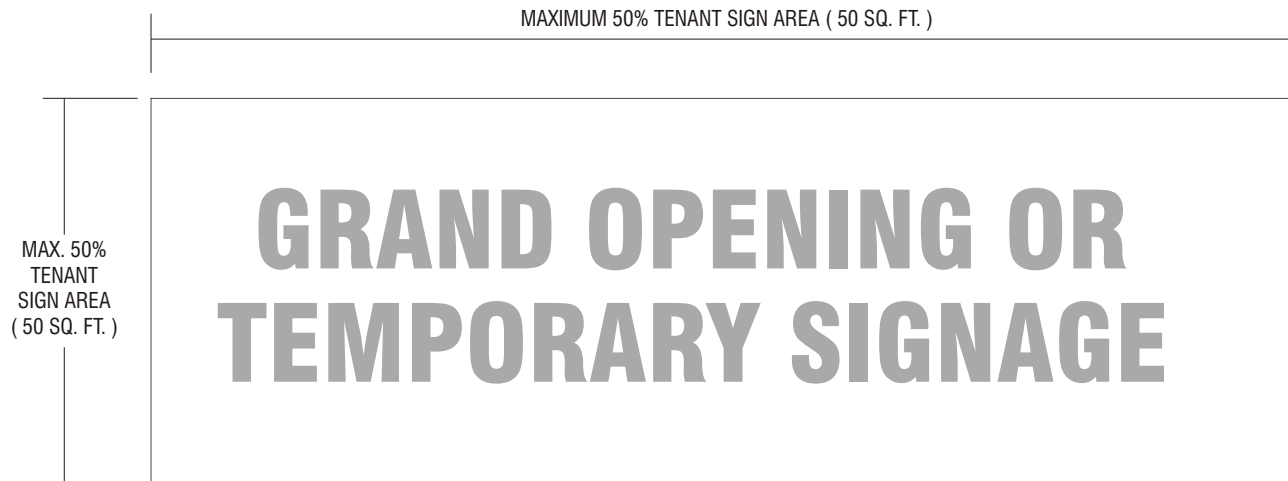 MAXIMUM 50% TENANT SIGN AREA ( 50 SQ. FT. )
GRAND OPENING OR
TEMPORARY SIGNAGE
MAX. 50%
TENANT
SIGN AREA
( 50 SQ. FT. )